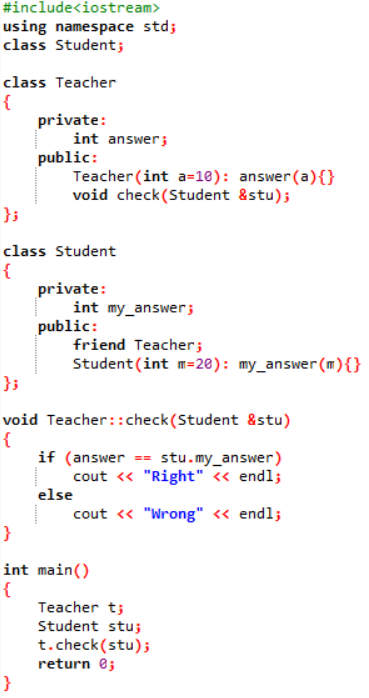 #include<iostream>
using namespace std;
class Student;
class Teacher
{
    private:
        int answer;
    public:
        Teacher(int a=10): answer(a){}
        void check(Student &stu);
};
class Student
{
    private:
        int my_answer;
    public:
        friend Teacher;
        Student(int m=20): my_answer(m){}
};
void Teacher::check(Student &stu)
{
    if (answer == stu.my_answer)
        cout << "Right" << endl;
    else
        cout << "Wrong" << endl;
}
int main()
{
    Teacher t;
    Student stu;
    t.check(stu);
    return 0;
}